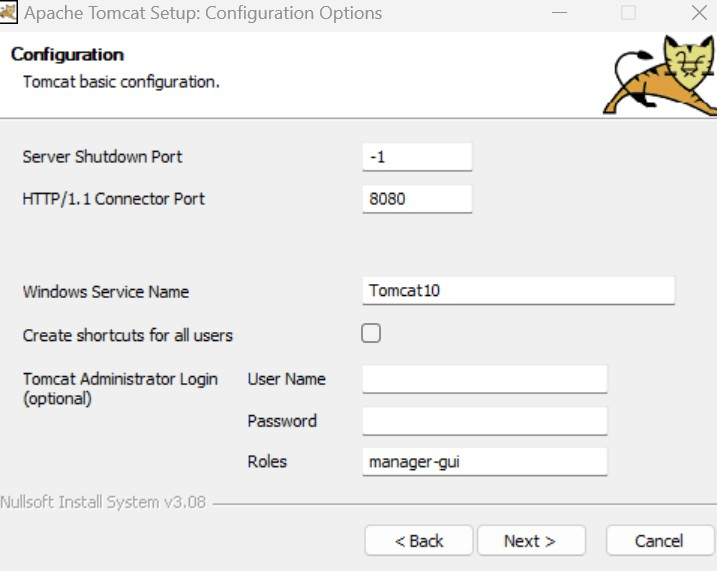 Apache Tomcat Setup: Configuration Options
Configuration
Tomcat basic configuration.
Server Shutdown Port -1
HTTP/1.1 Connector Port 8080
Windows Service Name Tomcat10
Create shortcuts for all users
Tomcat Administrator Login User Name
(optional)
Password
Roles manager-gui
Nullsoft Install System v3.08
< Back Next > Cancel